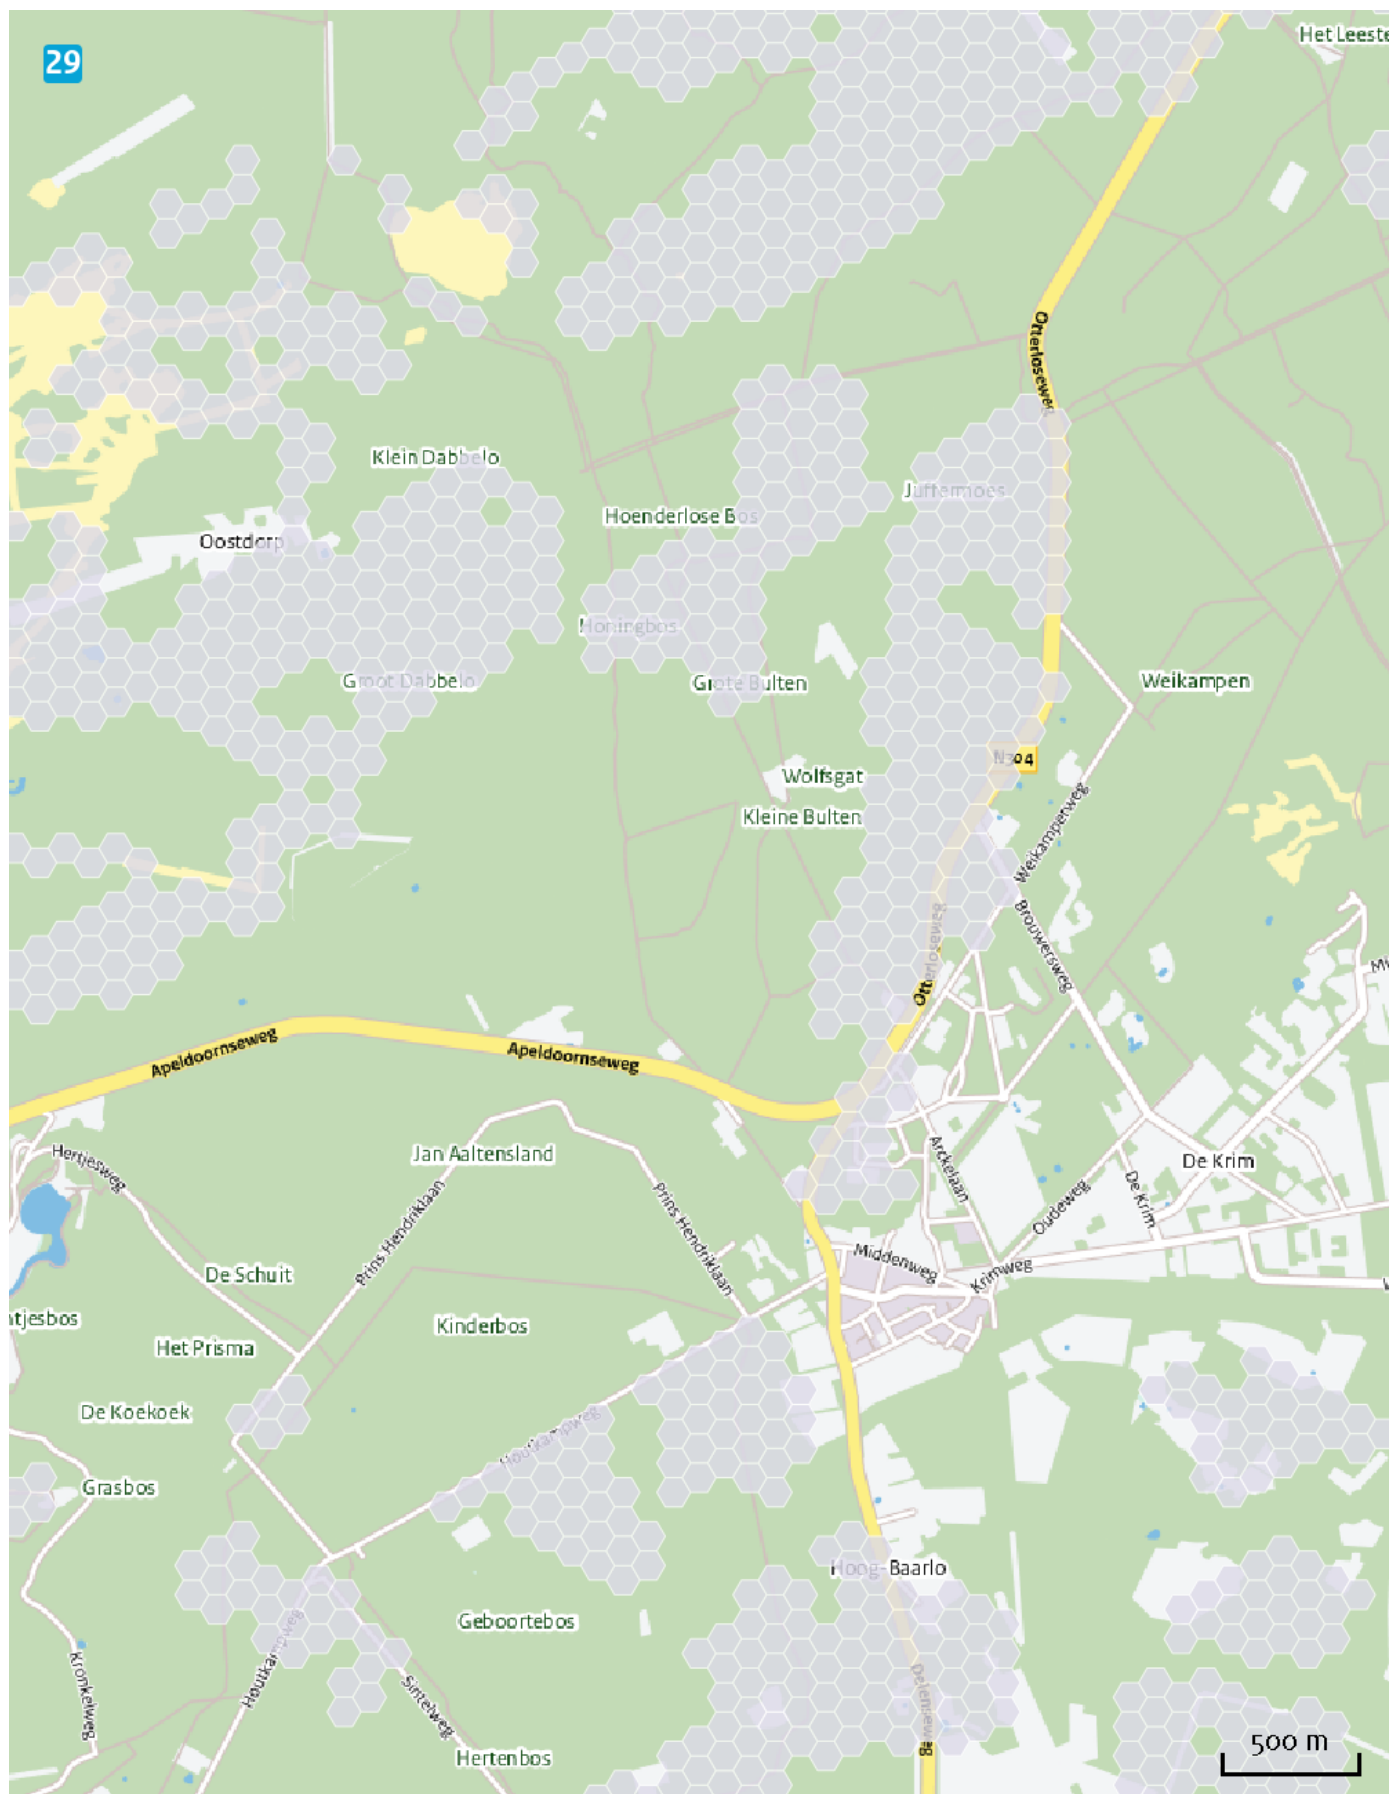 29
Het Leeste
Otterloseweg
Klein Dabbelo
Juffermoes
Hoenderlose Bos
Oostdorp
Honingbos
Groot Dabbelo
Grote Bulten
Weikampen
N304
Wolfsgat
Kleine Bulten
Weikamperweg
Brouwersweg
Otterloseweg
Apeldoornseweg
Apeldoornseweg
Hertjesweg
Jan Aaltensland
Arckelaan
De Krim
De Krim
Oudeweg
Prins Hendriklaan
Prins Hendriklaan
Middenweg
Krimweg
De Schuit
ntjesbos
Kinderbos
Het Prisma
De Koekoek
Houtkampweg
Grasbos
Hoog-Baarlo
Geboortebos
Houtkampweg
Kronkelweg
Sintelweg
Delenseweg
Hertenbos
500 m